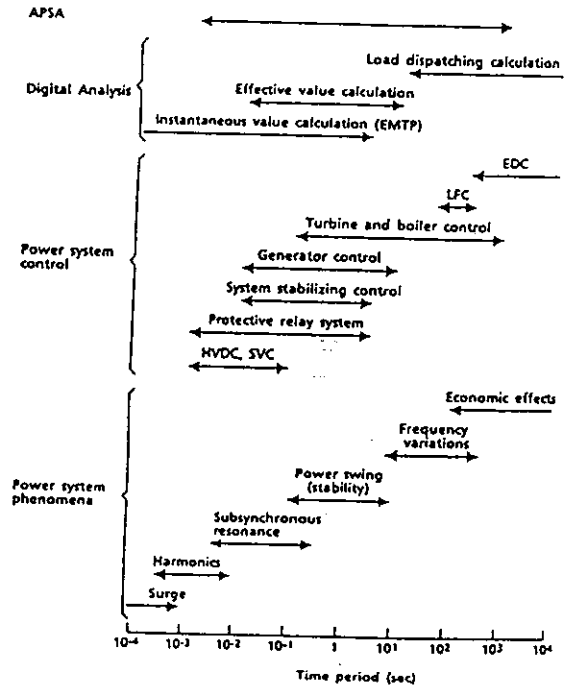 APSA
Load dispatching calculation
Digital Analysis
Effective value calculation
Instantaneous value calculation (EMTP)
EDC
LFC
Turbine and boiler control
Power system
control
Generator control
System stabilizing control
Protective relay system
HVDC, SVC
Economic effects
Frequency
variations
Power system
phenomena
Power swing
(stability)
Subsynchronous
resonance
Harmonics
Surge
10⁻⁴ 10⁻³ 10⁻² 10⁻¹ 1 10¹ 10² 10³ 10⁴
Time period (sec)